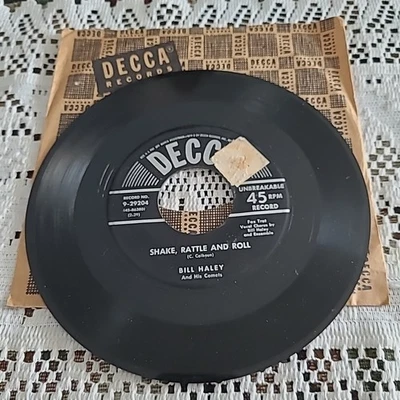 DECCA
RECORDS
DECCA
RECORD NO.
9-29204
UNBREAKABLE
45 RPM
RECORD
Fox Trot
Vocal Chorus by
Bill Haley
and Ensemble
SHAKE, RATTLE AND ROLL
(C. Calhoun)
BILL HALEY
And His Comets